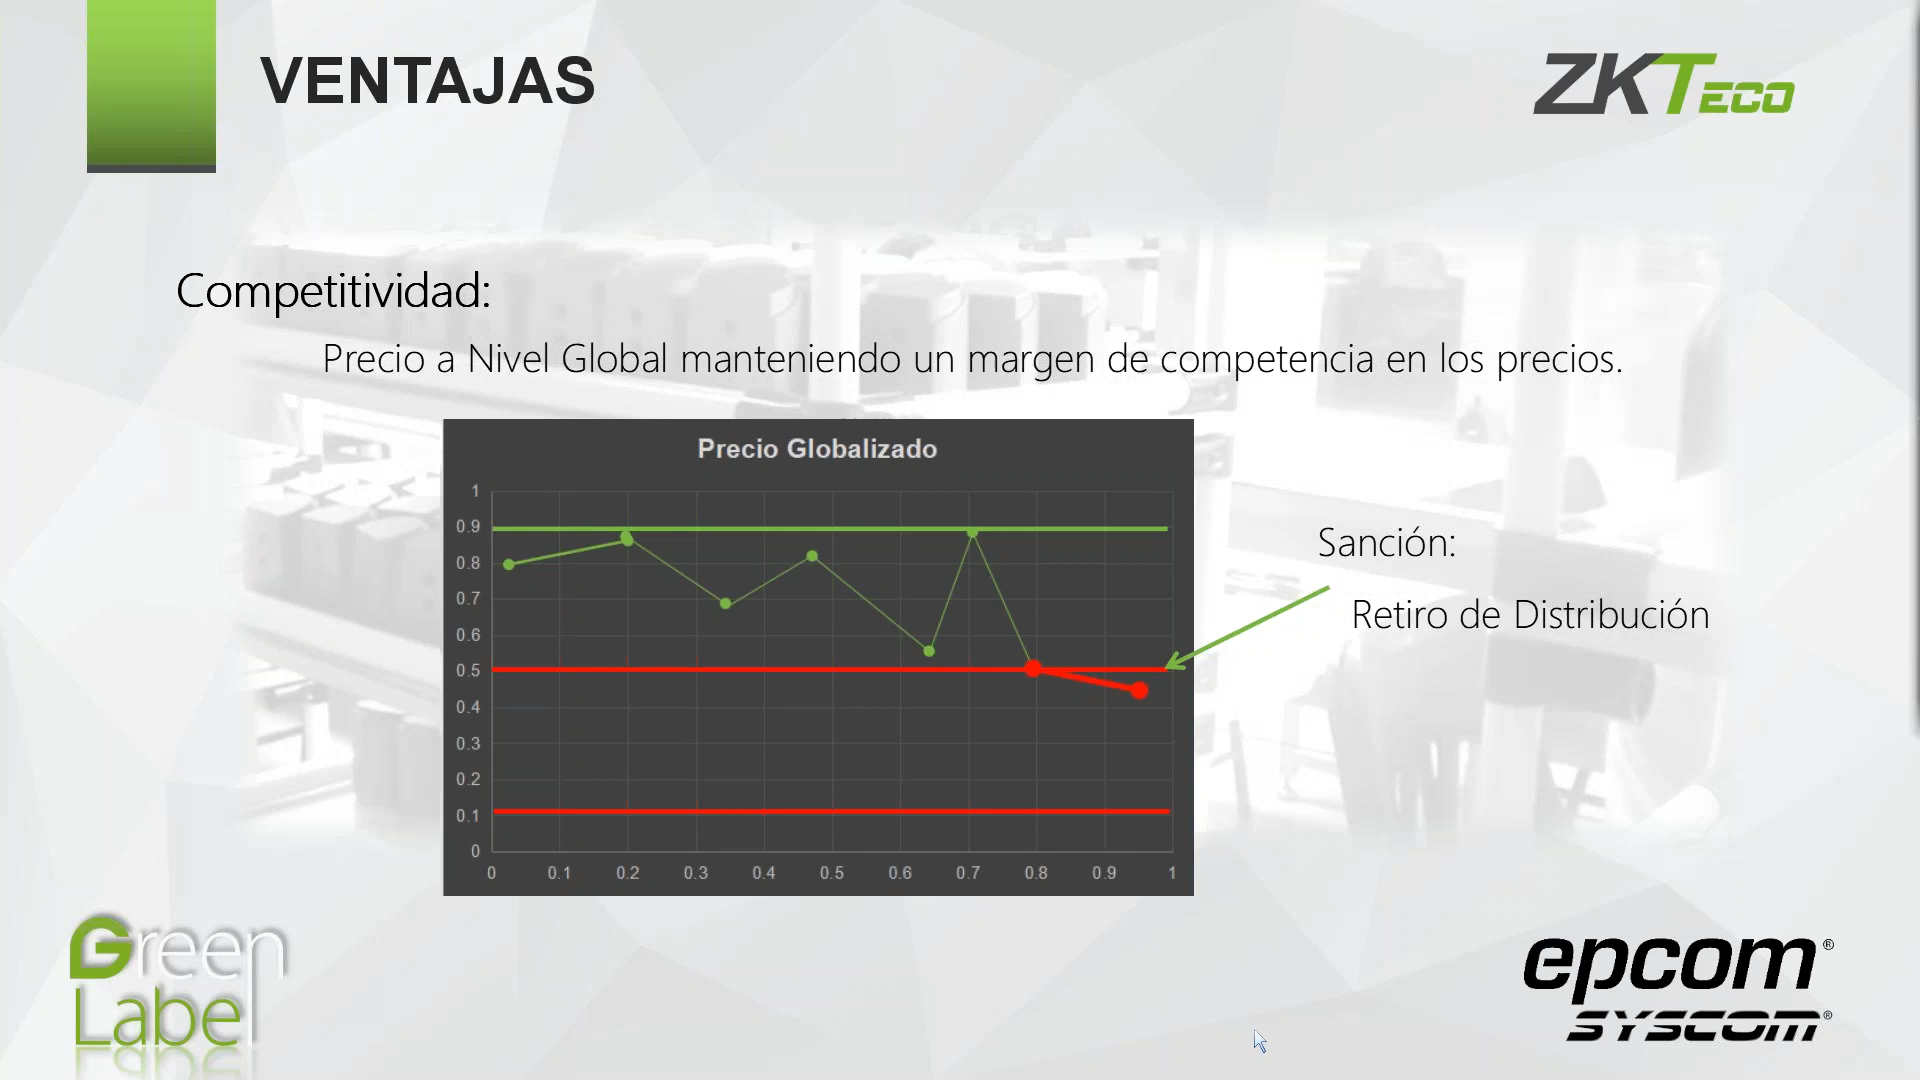 VENTAJAS
ZKTECO
Competitividad:
Precio a Nivel Global manteniendo un margen de competencia en los precios.
Precio Globalizado
1
0.9
0.8
0.7
0.6
0.5
0.4
0.3
0.2
0.1
0
0 0.1 0.2 0.3 0.4 0.5 0.6 0.7 0.8 0.9 1
Sanción:
Retiro de Distribución
Green
Label
epcom®
SYSCOM®